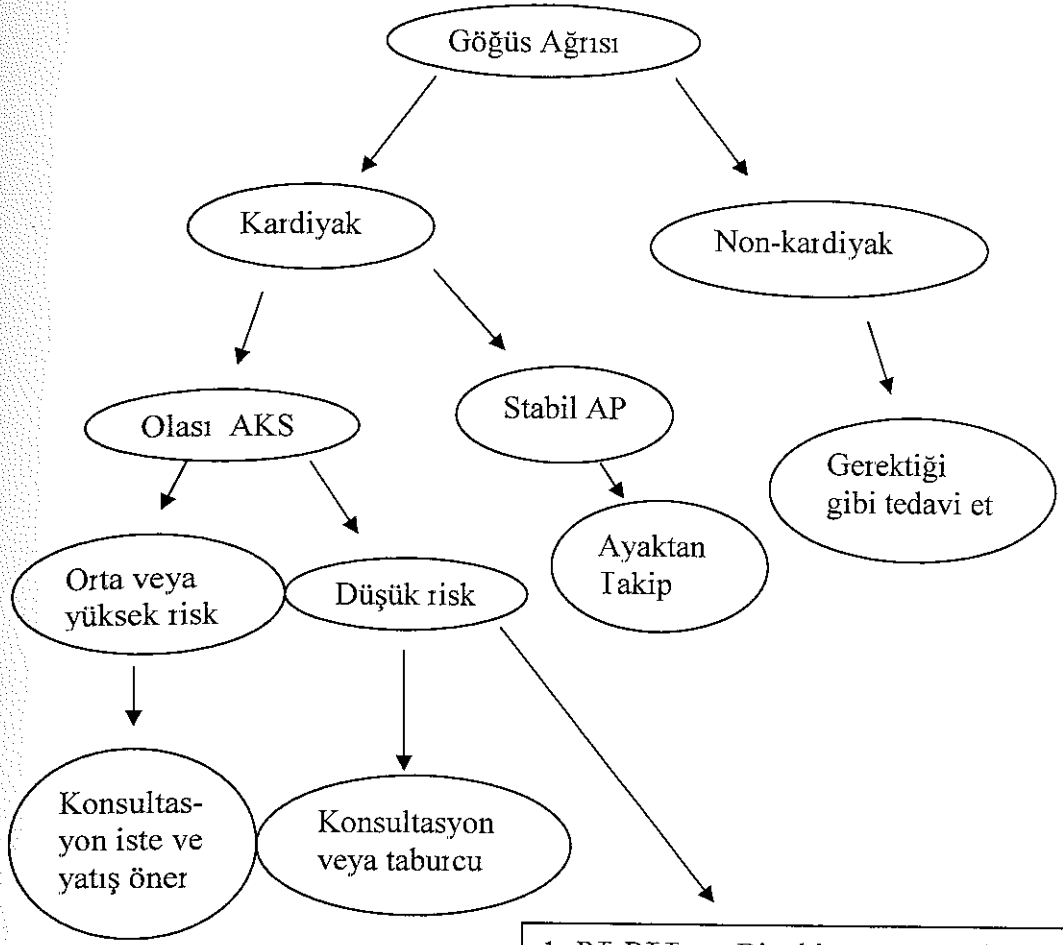 Göğüs Ağrısı
Kardiyak
Non-kardiyak
Olası AKS
Stabil AP
Gerektiği
gibi tedavi et
Orta veya
yüksek risk
Düşük risk
Ayaktan
Takip
Konsultas-
yon iste ve
yatış öner
Konsultasyon
veya taburcu